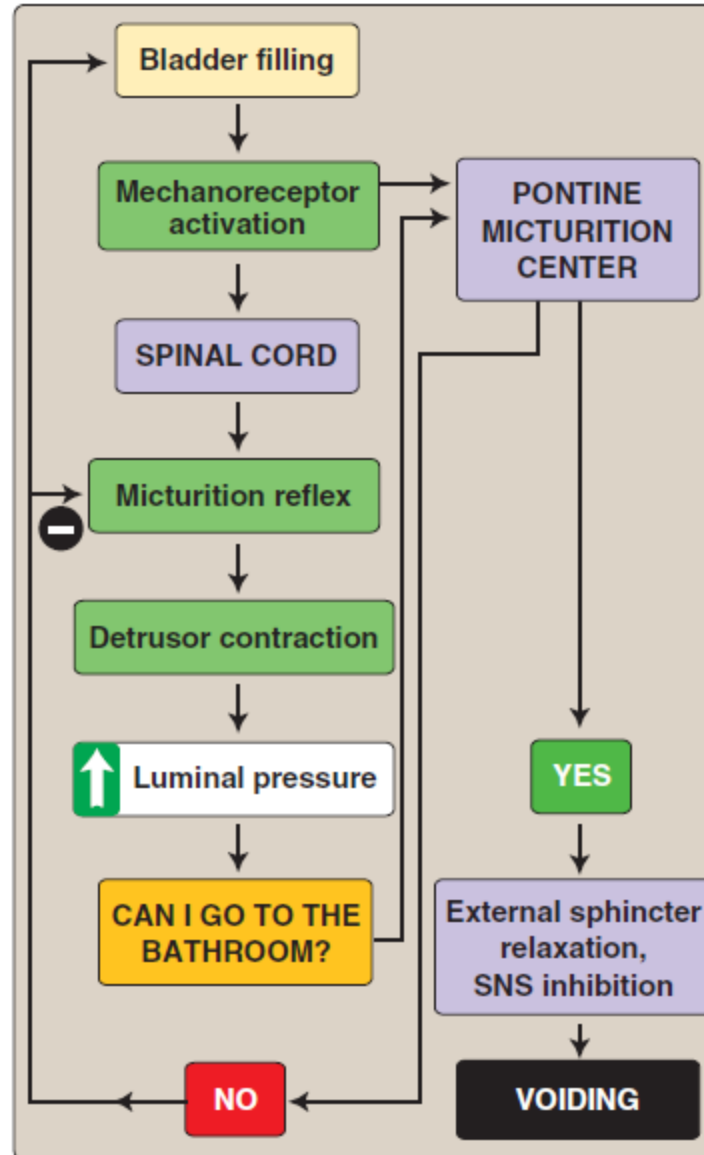 Bladder filling
Mechanoreceptor
activation
PONTINE
MICTURITION
CENTER
SPINAL CORD
Micturition reflex
Detrusor contraction
Luminal pressure
YES
CAN I GO TO THE
BATHROOM?
External sphincter
relaxation,
SNS inhibition
NO
VOIDING